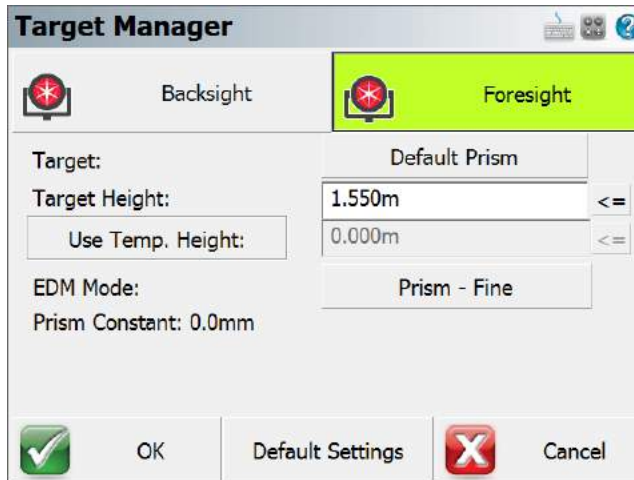 Target Manager
Backsight
Foresight
Target:
Default Prism
Target Height:
1.550m
<=
Use Temp. Height:
0.000m
<=
EDM Mode:
Prism - Fine
Prism Constant: 0.0mm
OK
Default Settings
Cancel